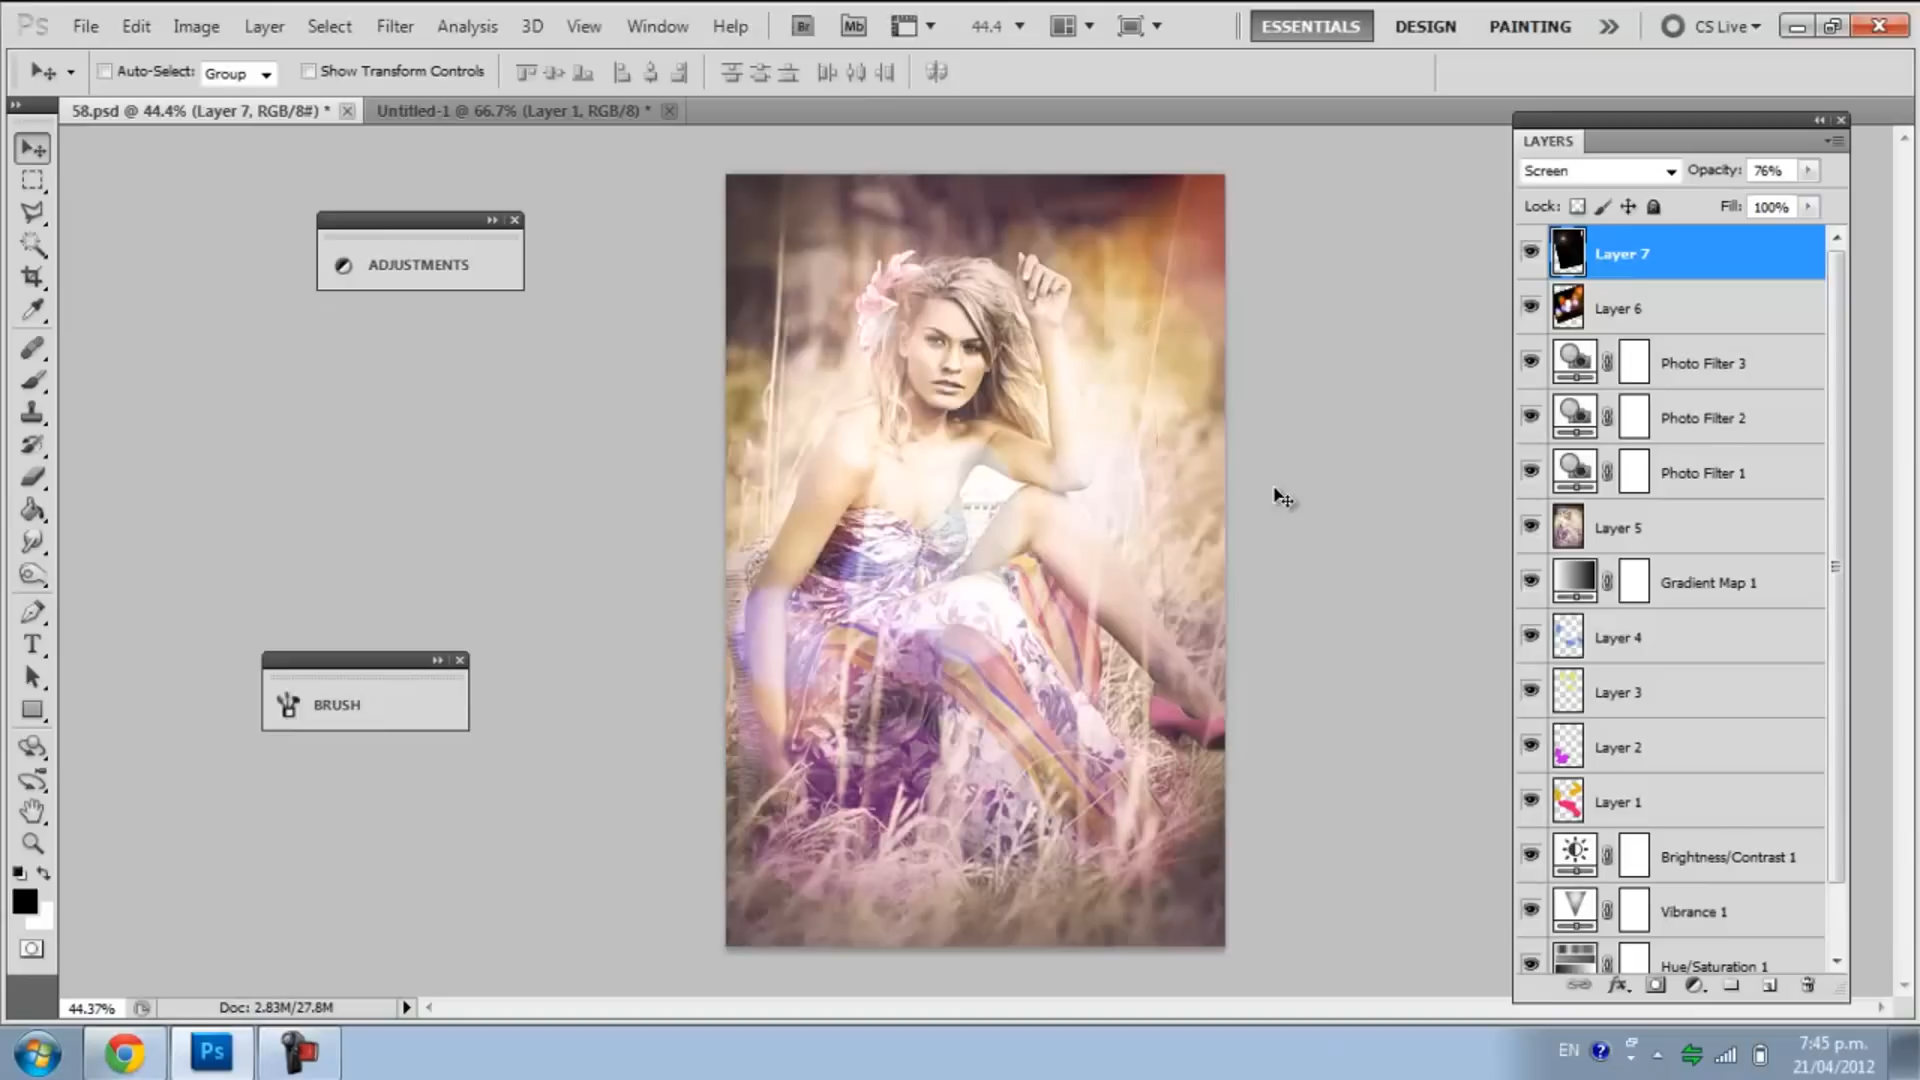 Ps File Edit Image Layer Select Filter Analysis 3D View Window Help Br Mb 44.4 ESSENTIALS DESIGN PAINTING CS Live
Auto-Select: Group Show Transform Controls
58.psd @ 44.4% (Layer 7, RGB/8#) * Untitled-1 @ 66.7% (Layer 1, RGB/8) *
LAYERS
Screen Opacity: 76%
Lock: Fill: 100%
Layer 7
Layer 6
Photo Filter 3
Photo Filter 2
Photo Filter 1
Layer 5
Gradient Map 1
Layer 4
Layer 3
Layer 2
Layer 1
Brightness/Contrast 1
Vibrance 1
Hue/Saturation 1
ADJUSTMENTS
BRUSH
44.37% Doc: 2.83M/27.8M
Ps EN 7:45 p.m.
21/04/2012